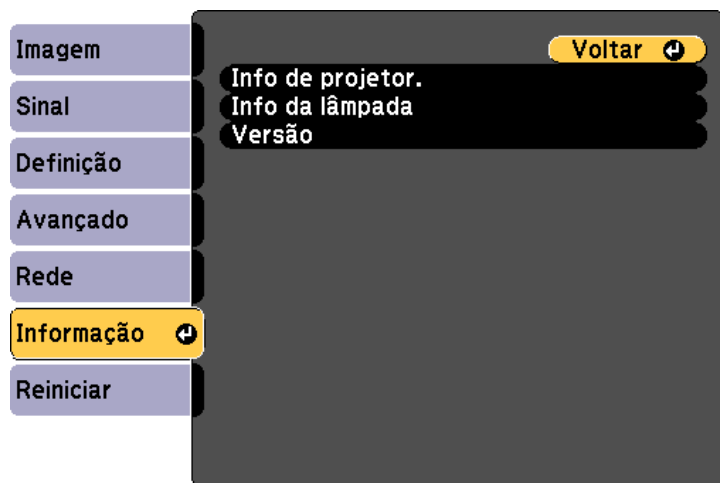 Imagem
Sinal
Definição
Avançado
Rede
Informação
Reiniciar
Voltar
Info de projetor.
Info da lâmpada
Versão